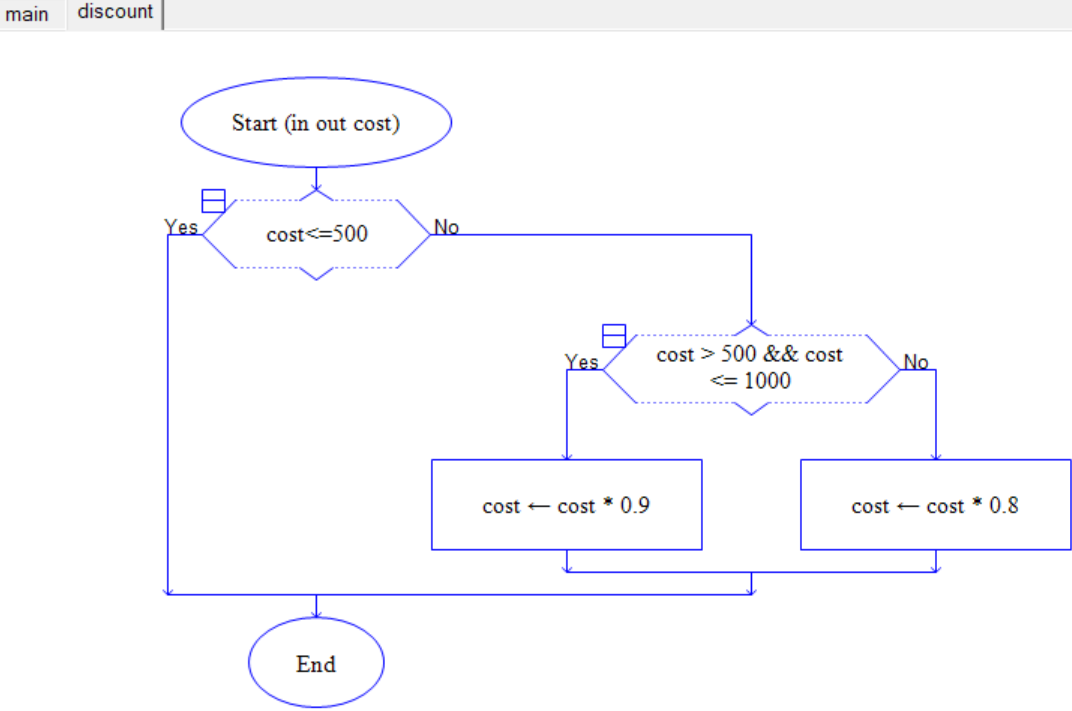 main
discount
Start (in out cost)
Yes
cost<=500
No
Yes
cost > 500 && cost
<= 1000
No
cost ← cost * 0.9
cost ← cost * 0.8
End